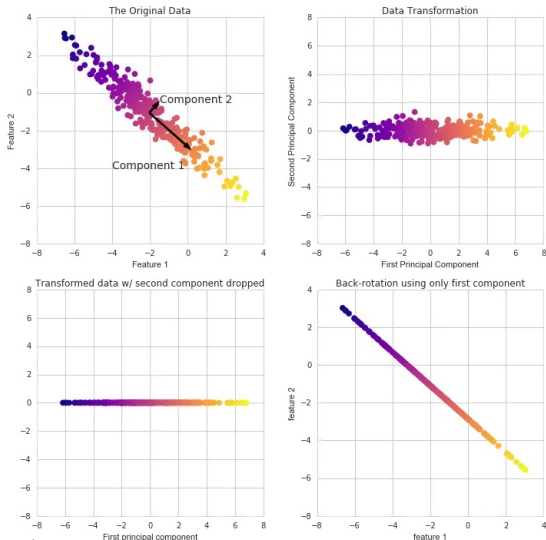 The Original Data
4
2
0
−2
−4
−6
−8
Feature 2
Component 2
Component 1
−8 −6 −4 −2 0 2 4
Feature 1
Data Transformation
8
6
4
2
0
−2
−4
−6
−8
Second Principal Component
−8 −6 −4 −2 0 2 4 6 8
First Principal Component
Transformed data w/ second component dropped
8
6
4
2
0
−2
−4
−6
−8
−8 −6 −4 −2 0 2 4 6 8
First principal component
Back-rotation using only first component
4
2
0
−2
−4
−6
−8
feature 2
−8 −6 −4 −2 0 2 4
feature 1